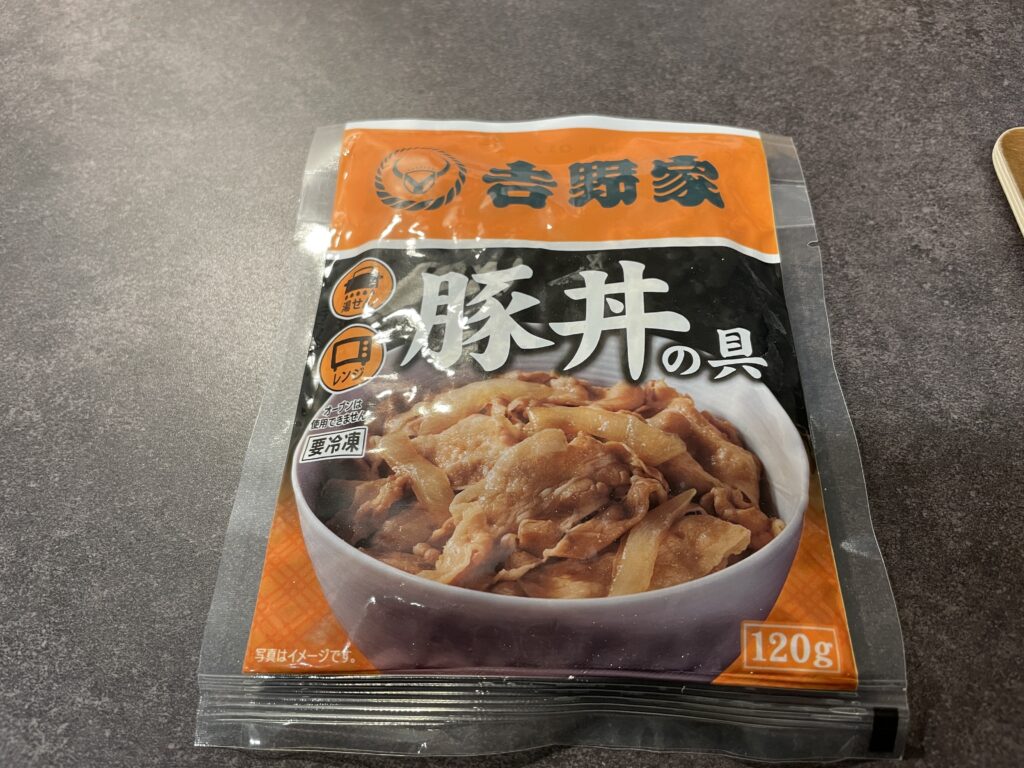 吉野家
豚丼の具
湯せん
レンジ
オーブンは
使用できません
要冷凍
写真はイメージです。
120g